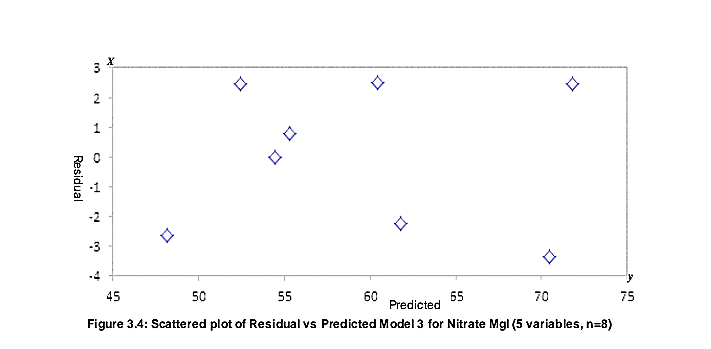 X
3
2
1
0
-1
-2
-3
-4
Residual
y
45 50 55 60 65 70 75
Predicted
Figure 3.4: Scattered plot of Residual vs Predicted Model 3 for Nitrate Mgl (5 variables, n=8)